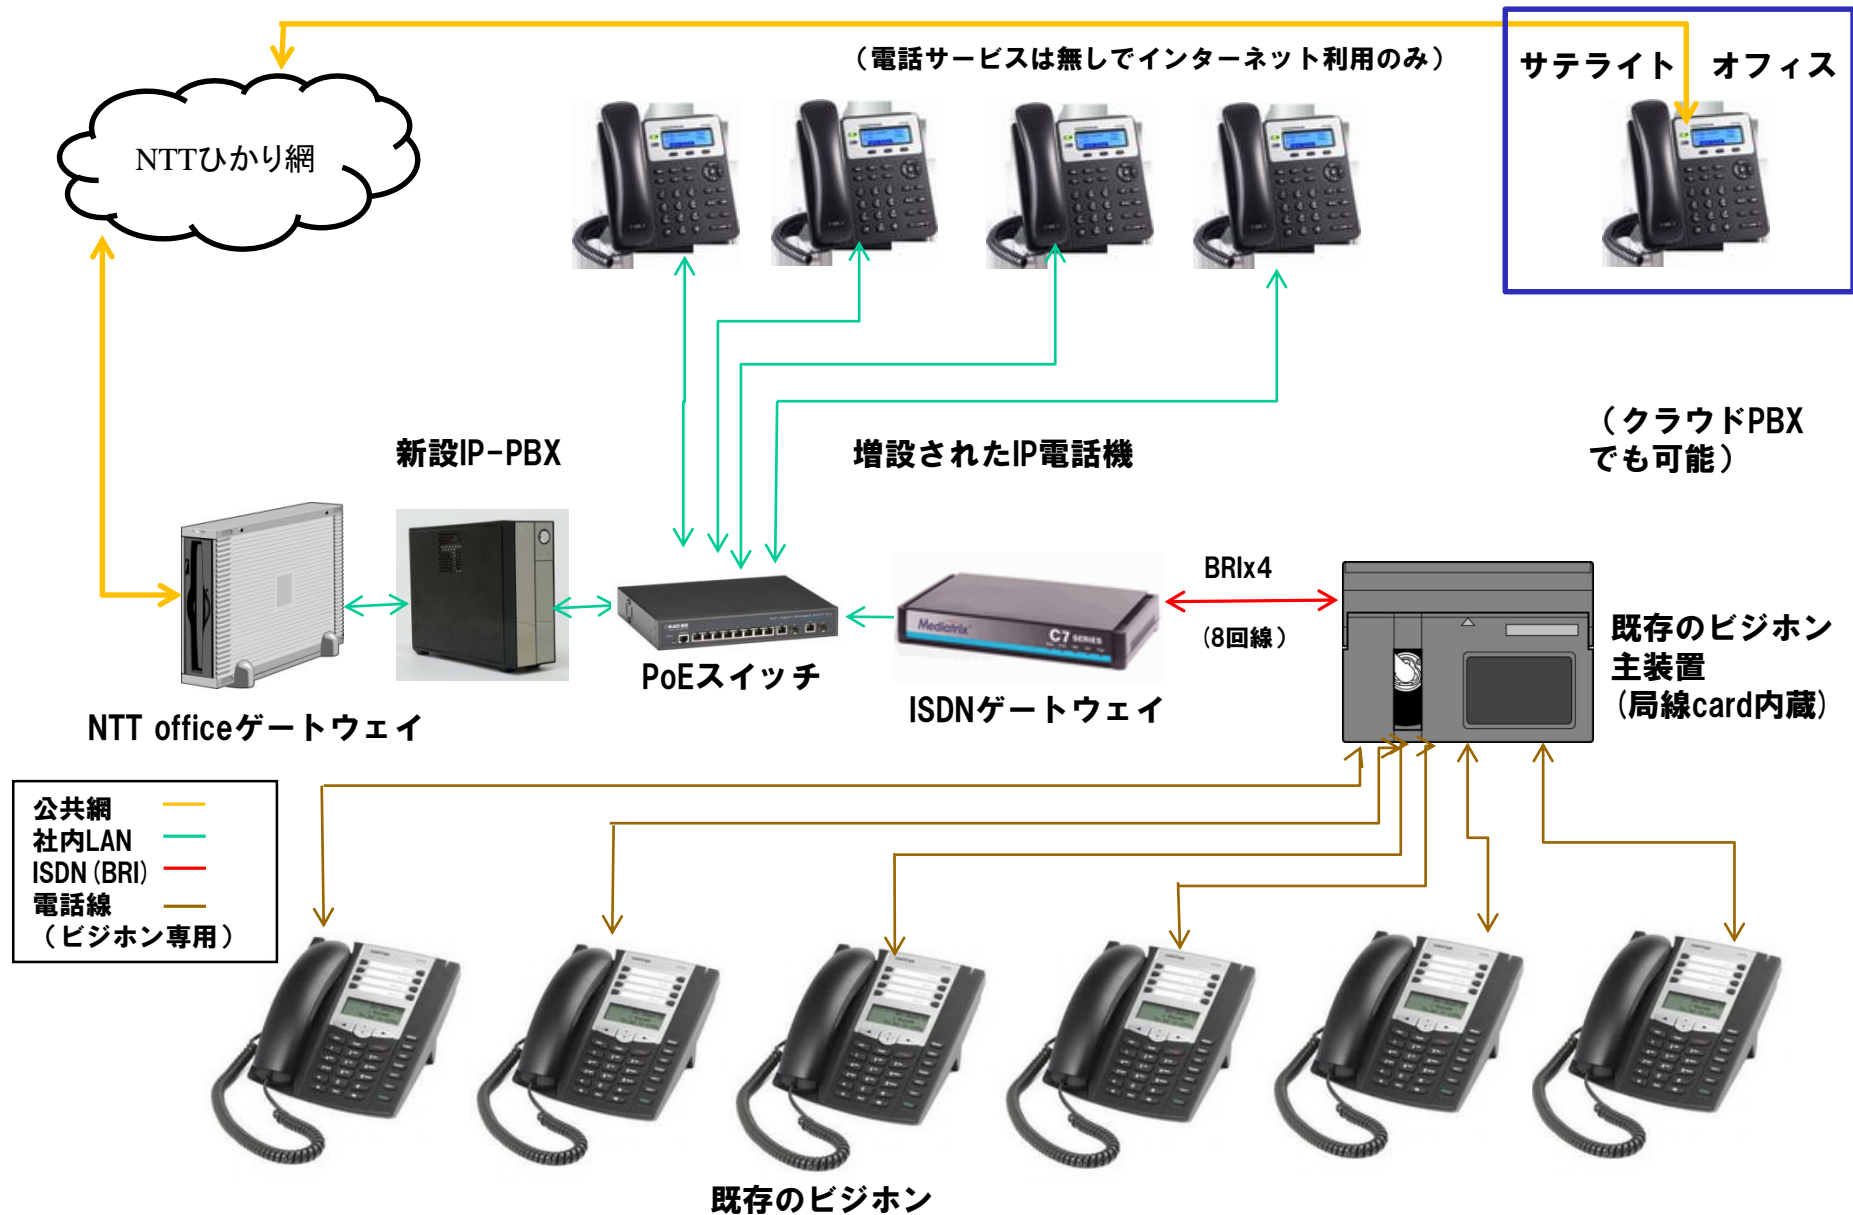 （電話サービスは無しでインターネット利用のみ）
サテライト オフィス
NTTひかり網
（クラウドPBX
でも可能）
新設IP-PBX
増設されたIP電話機
BRIx4
(8回線）
Mediatrix
C7 SERIES
BLACK BOX
既存のビジホン
主装置
(局線card内蔵)
PoEスイッチ
ISDNゲートウェイ
NTT officeゲートウェイ
公共網
社内LAN
ISDN(BRI)
電話線
（ビジホン専用）
既存のビジホン